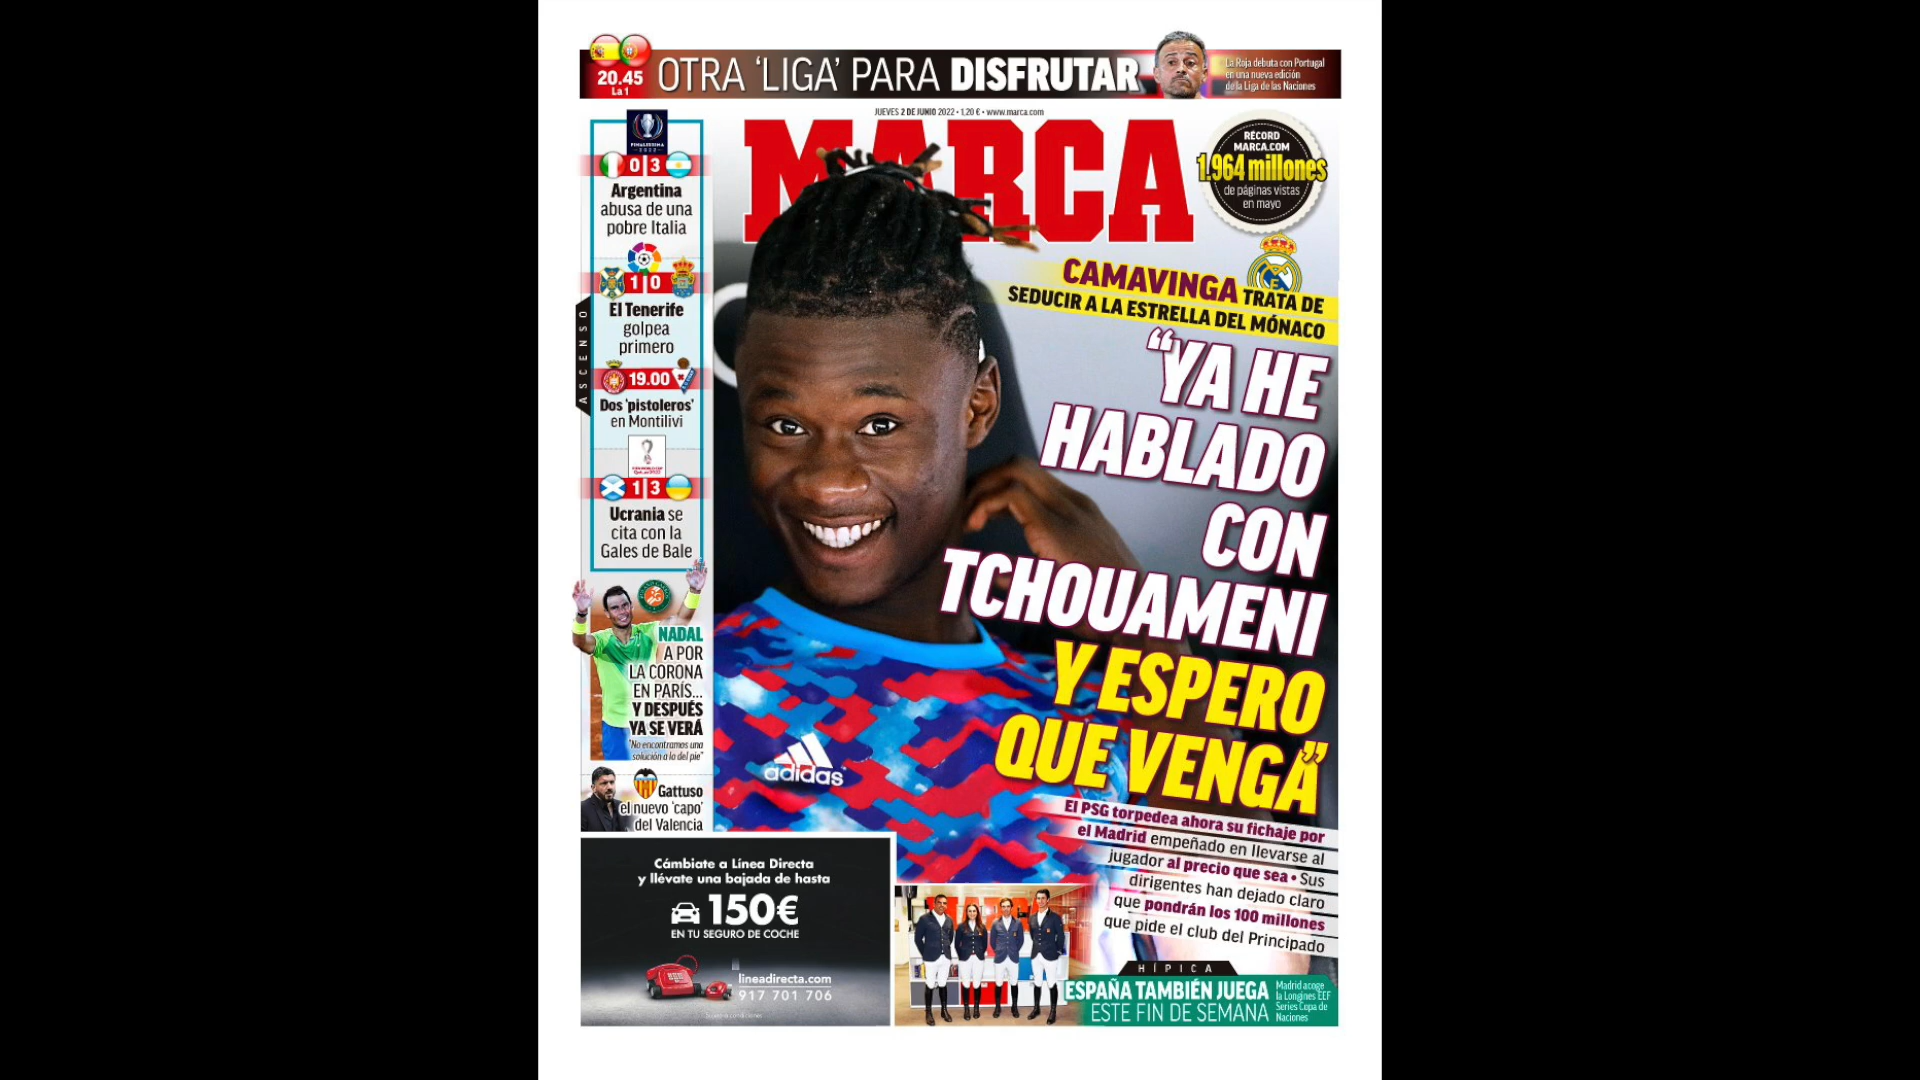 20.45
La 1
OTRA 'LIGA' PARA DISFRUTAR
La Roja debuta con Portugal
en una nueva edición
de la Liga de las Naciones
JUEVES 2 DE JUNIO 2022 • 1,20 € • www.marca.com
MARCA
RÉCORD
MARCA.COM
1.964 millones
de páginas vistas
en mayo
FINALISSIMA
2022
0 3
Argentina
abusa de una
pobre Italia
ASCENSO
1 0
El Tenerife
golpea
primero
19.00
Dos 'pistoleros'
en Montilivi
1 3
Ucrania se
cita con la
Gales de Bale
NADAL
A POR
LA CORONA
EN PARÍS...
Y DESPUÉS
YA SE VERÁ
"No encontramos una
solución a lo del pie"
Gattuso
el nuevo 'capo'
del Valencia
CAMAVINGA TRATA DE
SEDUCIR A LA ESTRELLA DEL MÓNACO
"YA HE
HABLADO
CON
TCHOUAMENI
Y ESPERO
QUE VENGA"
adidas
El PSG torpedea ahora su fichaje por
el Madrid empeñado en llevarse al
jugador al precio que sea • Sus
dirigentes han dejado claro
que pondrán los 100 millones
que pide el club del Principado
Cámbiate a Línea Directa
y llévate una bajada de hasta
150€
EN TU SEGURO DE COCHE
lineadirecta.com
917 701 706
HÍPICA
ESPAÑA TAMBIÉN JUEGA
ESTE FIN DE SEMANA
Madrid acoge
la Longines EEF
Series Copa de
Naciones